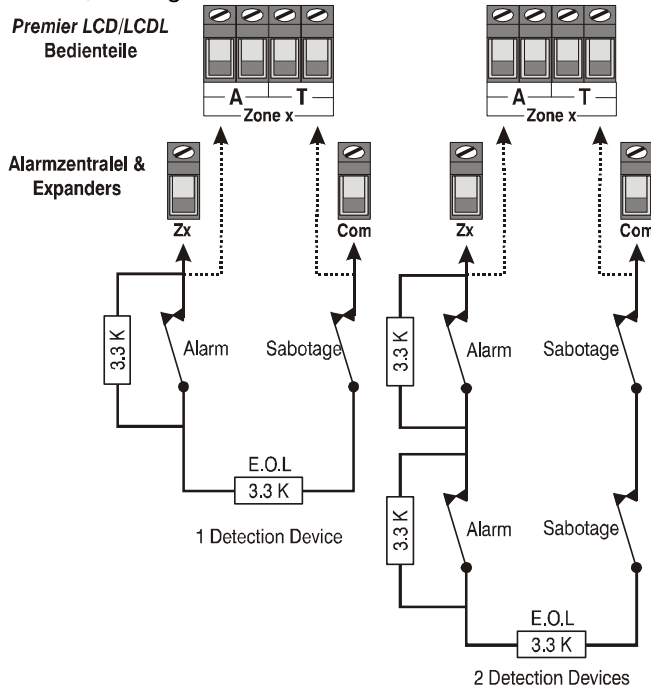 Premier LCD/LCDL
Bedienteile
A T
Zone x
A T
Zone x
Alarmzentralel &
Expanders
Zx
Com
Zx
Com
3.3 K
Alarm
Sabotage
E.O.L
3.3 K
1 Detection Device
3.3 K
Alarm
Sabotage
3.3 K
Alarm
Sabotage
E.O.L
3.3 K
2 Detection Devices